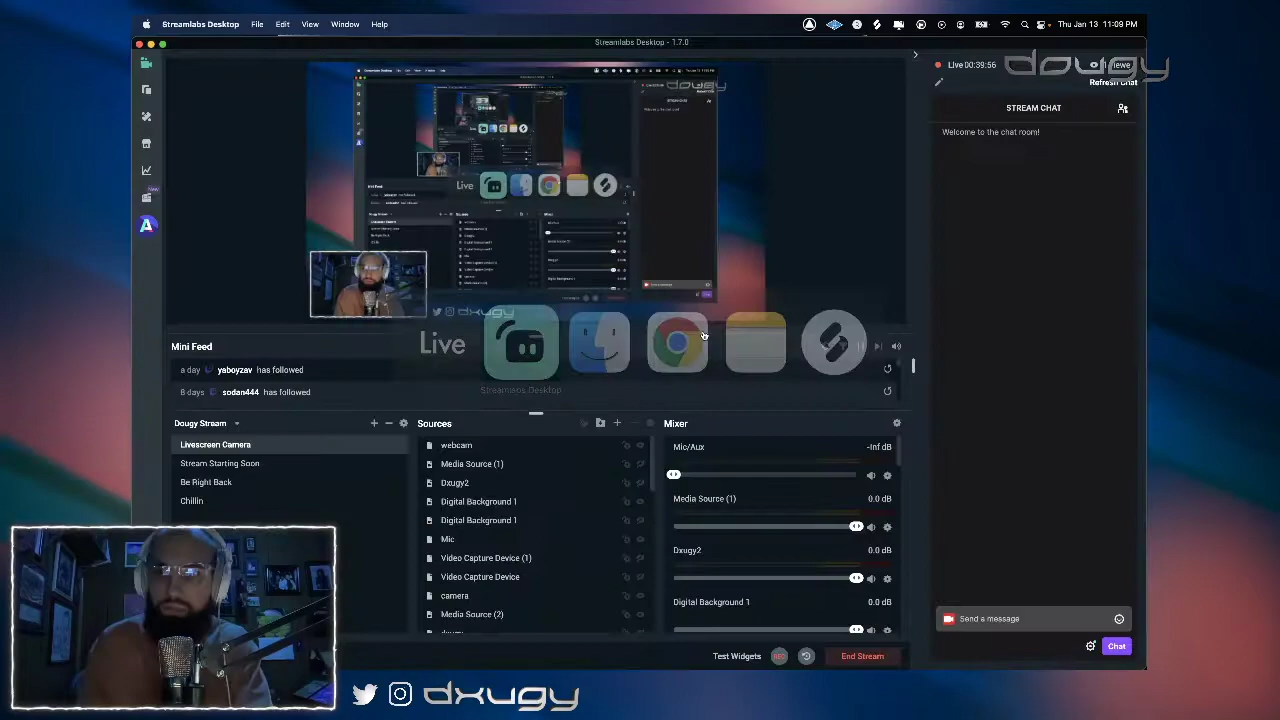 Streamlabs Desktop File Edit View Window Help
Thu Jan 13 11:09 PM
Streamlabs Desktop - 1.7.0
Live 00:39:56
dougy
Refresh Chat
STREAM CHAT
Welcome to the chat room!
New
Live
Streamlabs Desktop
Mini Feed
a day yaboyzav has followed
8 days sodan444 has followed
Dougy Stream
Livescreen Camera
Stream Starting Soon
Be Right Back
Chillin
Sources
webcam
Media Source (1)
Dxugy2
Digital Background 1
Digital Background 1
Mic
Video Capture Device (1)
Video Capture Device
camera
Media Source (2)
Mixer
Mic/Aux -Inf dB
Media Source (1) 0.0 dB
Dxugy2 0.0 dB
Digital Background 1 0.0 dB
Send a message
Chat
Test Widgets REC End Stream
dxugy